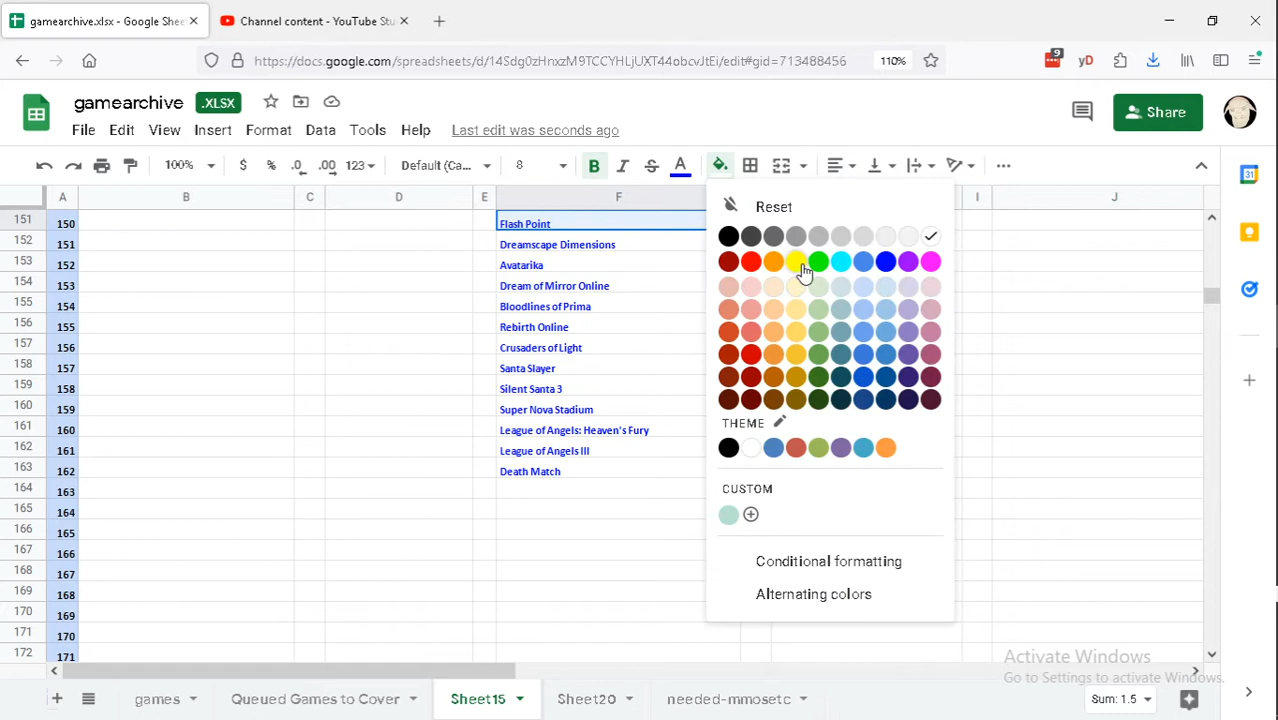 gamearchive.xlsx - Google Shee
Channel content - YouTube Stu
https://docs.google.com/spreadsheets/d/14Sdg0zHnxzM9TCCYHLjUXT44obcvJtEi/edit#gid=713488456
110%
9
yD
gamearchive
.XLSX
Share
File
Edit
View
Insert
Format
Data
Tools
Help
Last edit was seconds ago
100%
$
%
.0
.00
123
Default (Ca...
8
B
I
S
A
31
A
B
C
D
E
F
I
J
151 150 Flash Point
152 151 Dreamscape Dimensions
153 152 Avatarika
154 153 Dream of Mirror Online
155 154 Bloodlines of Prima
156 155 Rebirth Online
157 156 Crusaders of Light
158 157 Santa Slayer
159 158 Silent Santa 3
160 159 Super Nova Stadium
161 160 League of Angels: Heaven's Fury
162 161 League of Angels III
163 162 Death Match
164 163
165 164
166 165
167 166
168 167
169 168
170 169
171 170
172 171
Reset
THEME
CUSTOM
Conditional formatting
Alternating colors
Activate Windows
Go to Settings to activate Windows.
games
Queued Games to Cover
Sheet15
Sheet20
needed-mmosetc
Sum: 1.5